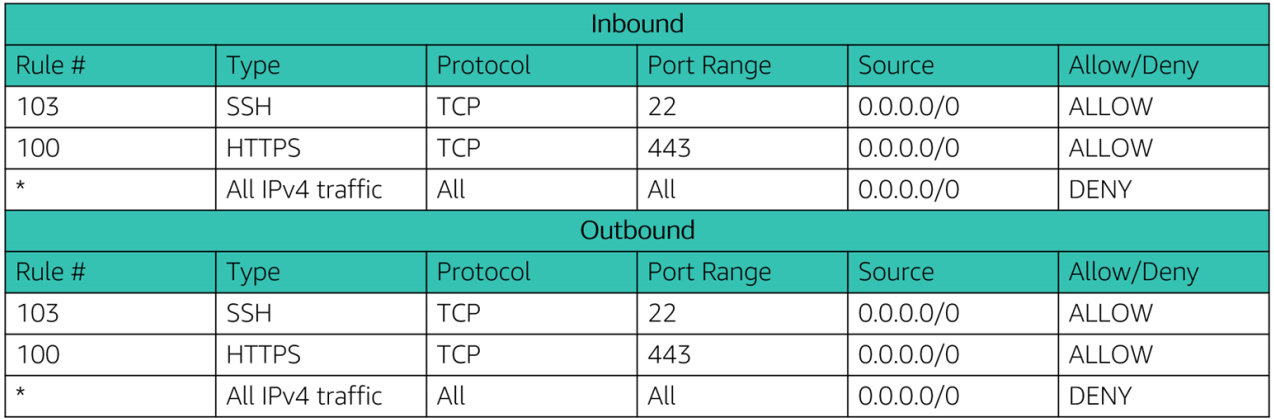 Inbound
Rule # Type Protocol Port Range Source Allow/Deny
103 SSH TCP 22 0.0.0.0/0 ALLOW
100 HTTPS TCP 443 0.0.0.0/0 ALLOW
* All IPv4 traffic All All 0.0.0.0/0 DENY
Outbound
Rule # Type Protocol Port Range Source Allow/Deny
103 SSH TCP 22 0.0.0.0/0 ALLOW
100 HTTPS TCP 443 0.0.0.0/0 ALLOW
* All IPv4 traffic All All 0.0.0.0/0 DENY